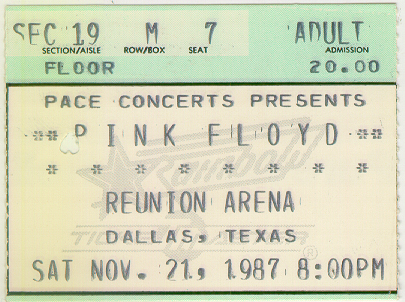 SEC 19 M 7 ADULT
SECTION/AISLE ROW/BOX SEAT ADMISSION
FLOOR 20.00
PACE CONCERTS PRESENTS
**PINK FLOYD**
* * * * * * * * * *
REUNION ARENA
DALLAS, TEXAS
SAT NOV. 21, 1987 8:00PM